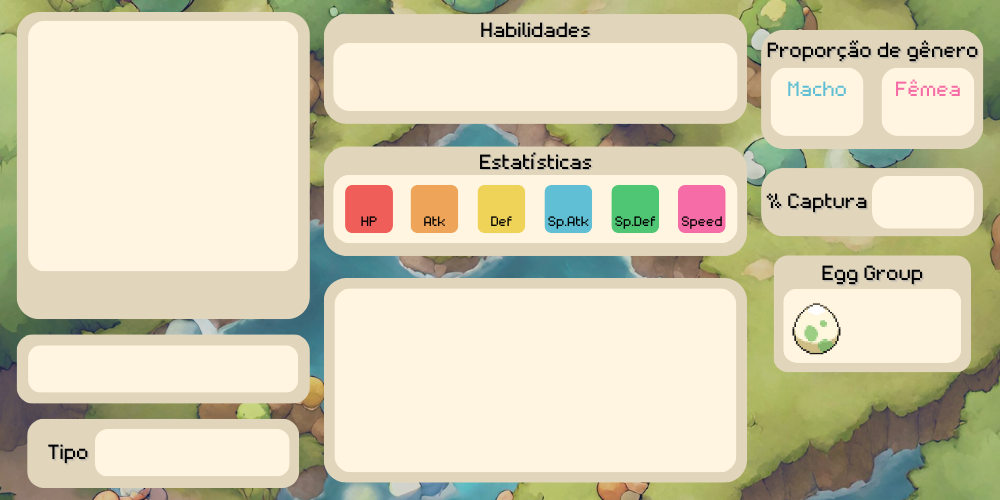 Habilidades
Proporção de gênero
Macho
Fêmea
Estatísticas
HP
Atk
Def
Sp.Atk
Sp.Def
Speed
% Captura
Egg Group
Tipo